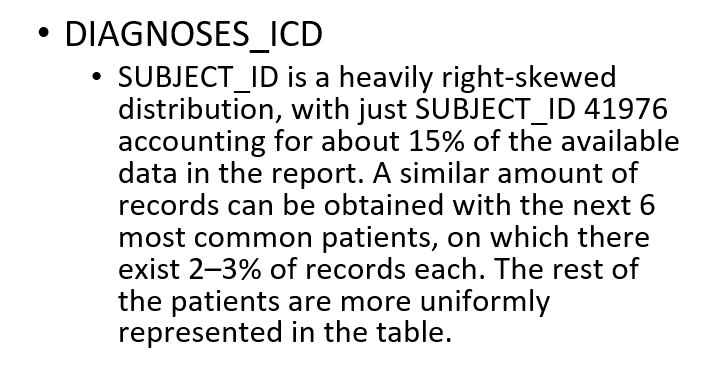 • DIAGNOSES_ICD
• SUBJECT_ID is a heavily right-skewed
distribution, with just SUBJECT_ID 41976
accounting for about 15% of the available
data in the report. A similar amount of
records can be obtained with the next 6
most common patients, on which there
exist 2–3% of records each. The rest of
the patients are more uniformly
represented in the table.